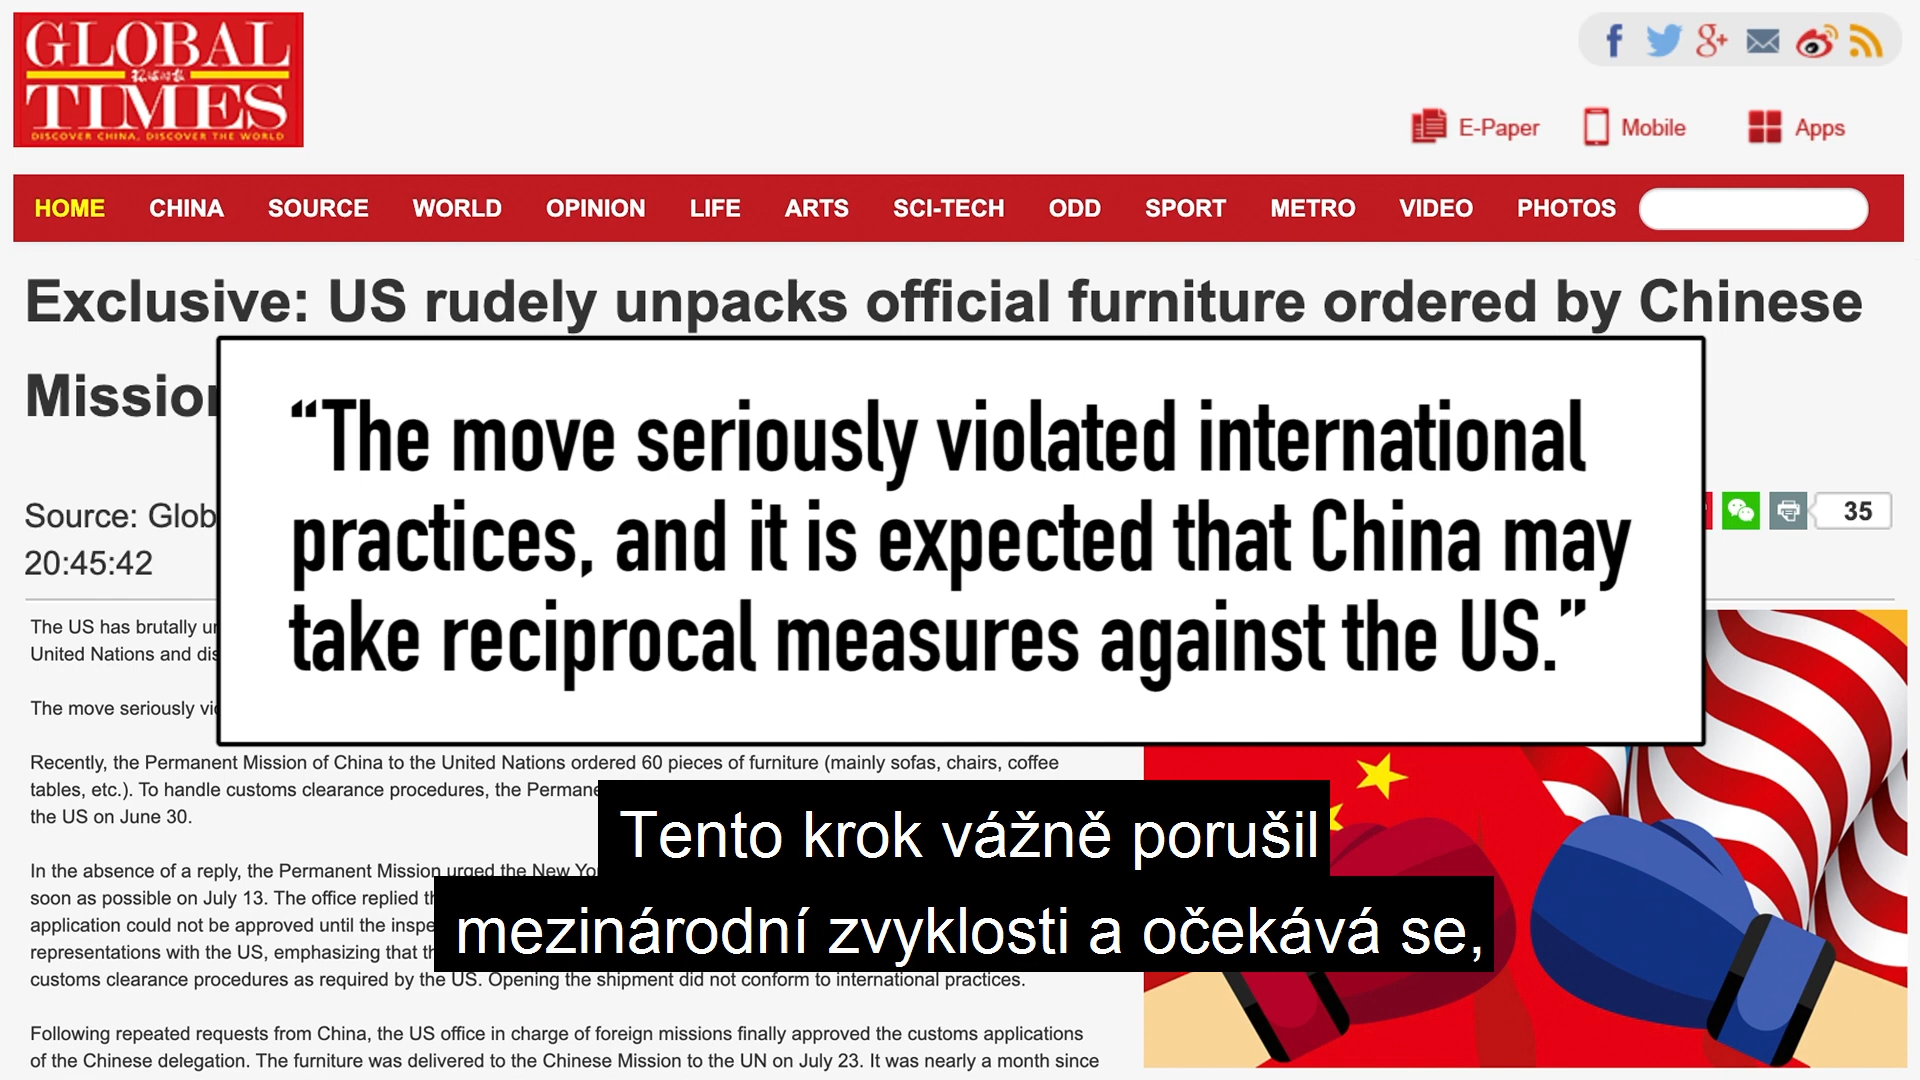 GLOBAL
环球时报
TIMES
DISCOVER CHINA, DISCOVER THE WORLD
E-Paper
Mobile
Apps
HOME CHINA SOURCE WORLD OPINION LIFE ARTS SCI-TECH ODD SPORT METRO VIDEO PHOTOS
Exclusive: US rudely unpacks official furniture ordered by Chinese
Mission
“The move seriously violated international
practices, and it is expected that China may
take reciprocal measures against the US.”
Source: Glob
20:45:42
35
The US has brutally
United Nations and
The move seriously
Recently, the Permanent Mission of China to the United Nations ordered 60 pieces of furniture (mainly sofas, chairs, coffee
tables, etc.). To handle customs clearance procedures, the Permane
the US on June 30.
In the absence of a reply, the Permanent Mission urged the New Yo
soon as possible on July 13. The office replied
application could not be approved until the inspe
representations with the US, emphasizing that
customs clearance procedures as required by the US. Opening the shipment did not conform to international practices.
Following repeated requests from China, the US office in charge of foreign missions finally approved the customs applications
of the Chinese delegation. The furniture was delivered to the Chinese Mission to the UN on July 23. It was nearly a month since
Tento krok vážně porušil
mezinárodní zvyklosti a očekává se,